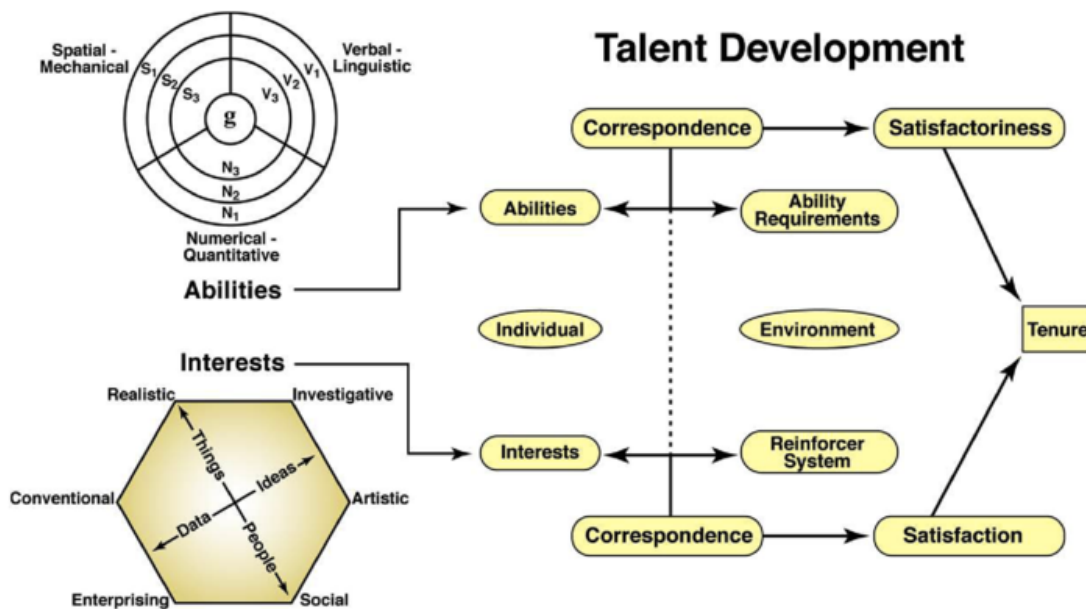 Talent Development
Spatial -
Mechanical
Verbal -
Linguistic
S1
S2
S3
V1
V2
V3
g
N3
N2
N1
Numerical -
Quantitative
Abilities
Interests
Realistic
Investigative
Conventional
Artistic
Enterprising
Social
Things
Ideas
Data
People
Correspondence
Satisfactoriness
Abilities
Ability
Requirements
Individual
Environment
Tenure
Interests
Reinforcer
System
Correspondence
Satisfaction